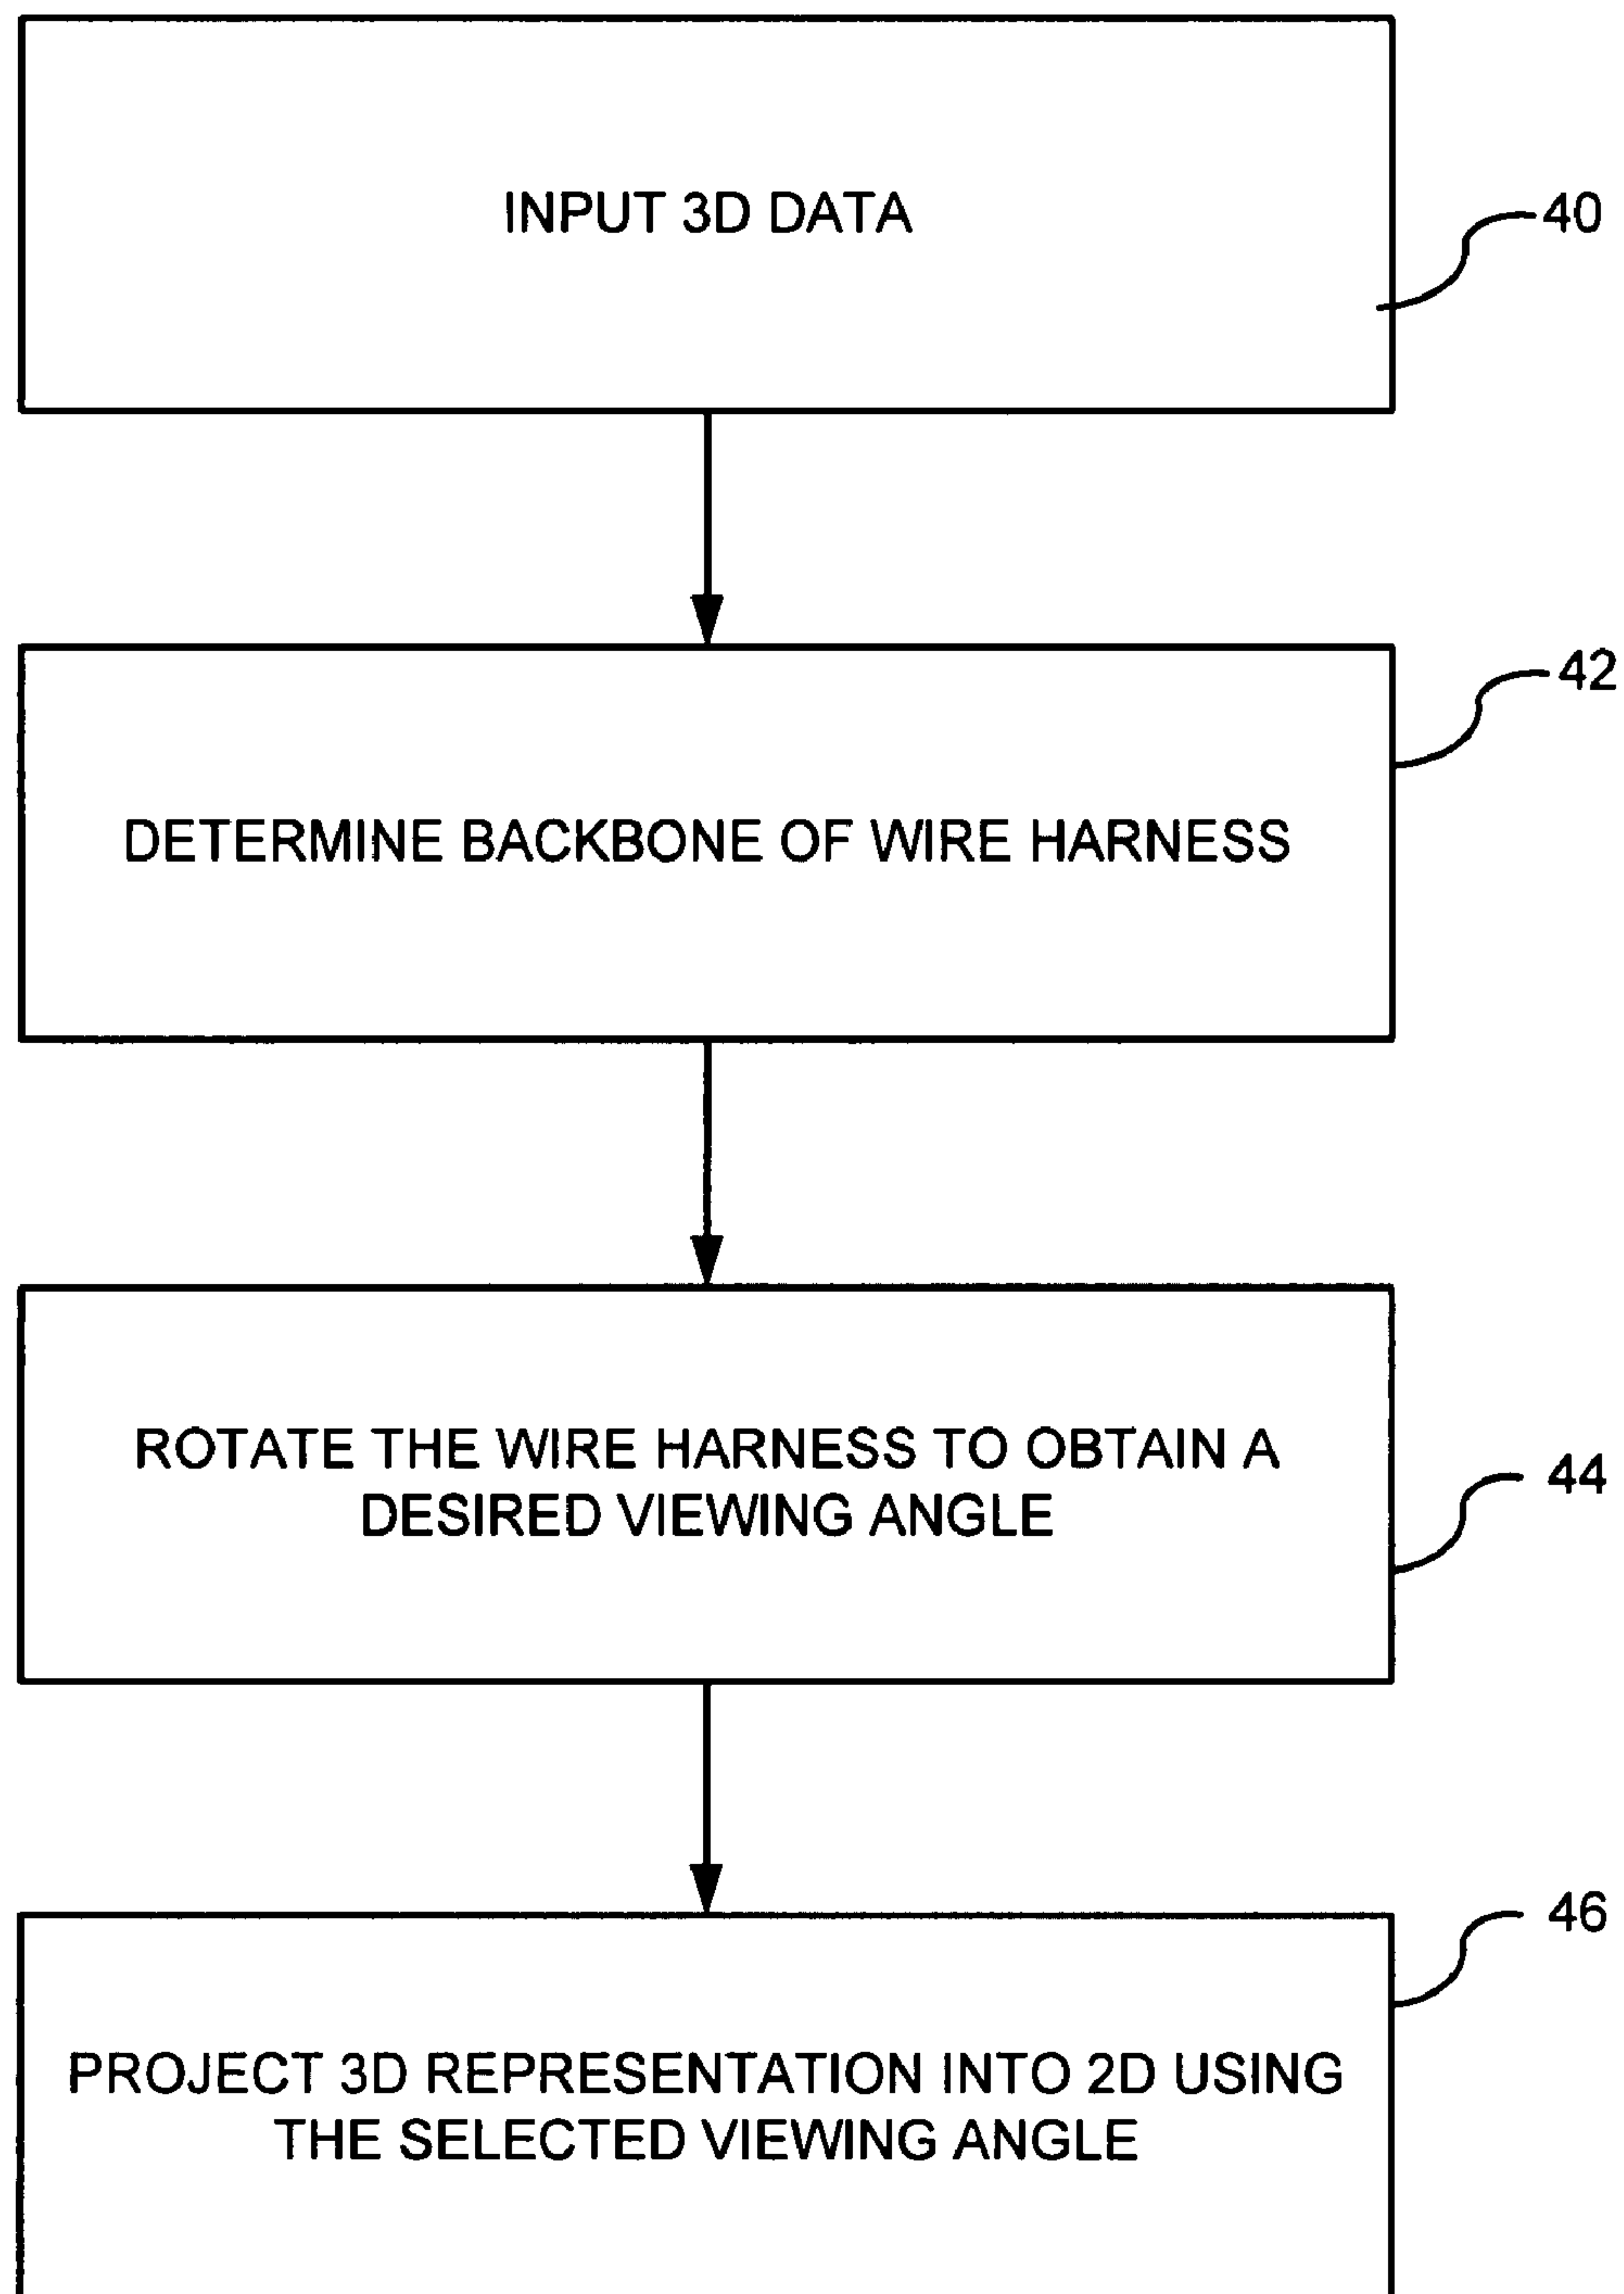 INPUT 3D DATA
40
42
DETERMINE BACKBONE OF WIRE HARNESS
ROTATE THE WIRE HARNESS TO OBTAIN A
DESIRED VIEWING ANGLE
44
46
PROJECT 3D REPRESENTATION INTO 2D USING
THE SELECTED VIEWING ANGLE